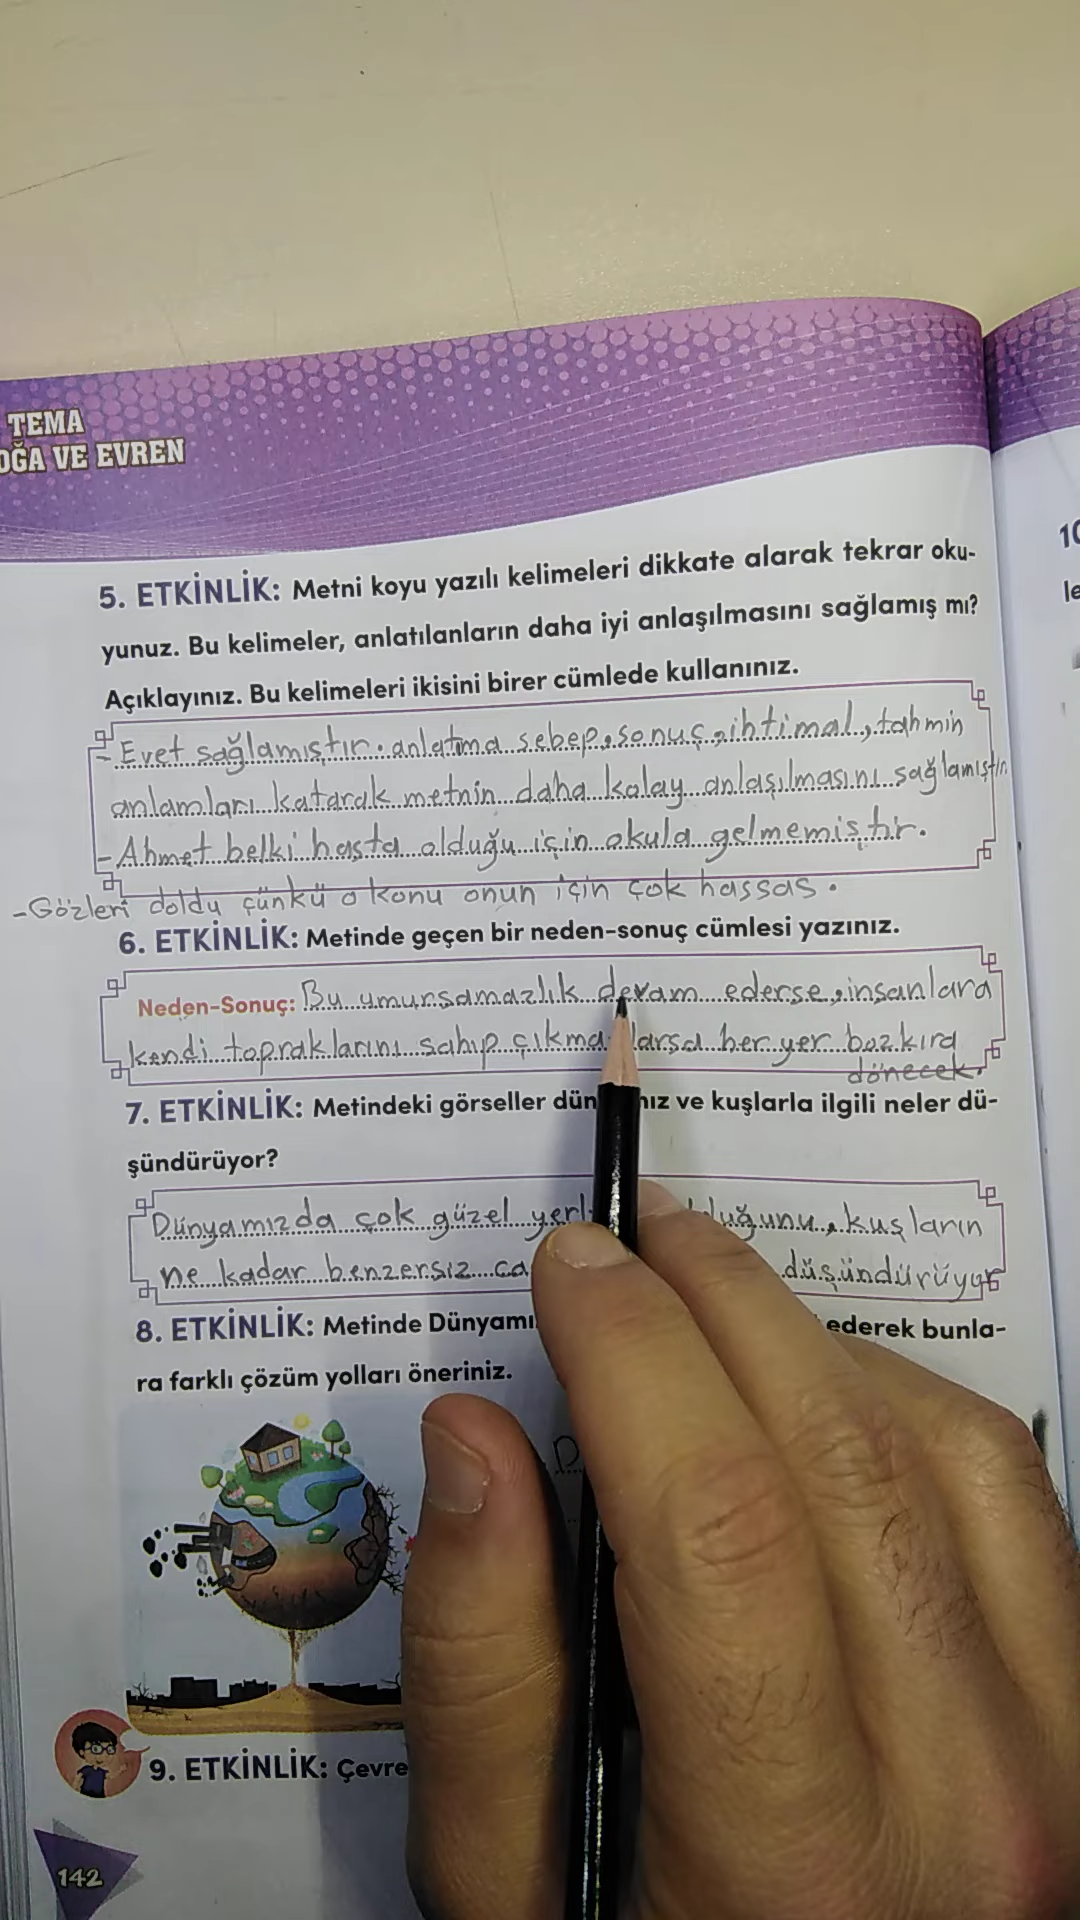 TEMA
OĞA VE EVREN
5. ETKİNLİK: Metni koyu yazılı kelimeleri dikkate alarak tekrar oku-
yunuz. Bu kelimeler, anlatılanların daha iyi anlaşılmasını sağlamış mı?
Açıklayınız. Bu kelimeleri ikisini birer cümlede kullanınız.
- Evet sağlamıştır. anlatıma sebep, sonuç, ihtimal, tahmin
anlamları katarak metnin daha kolay anlaşılmasını sağlamıştır
- Ahmet belki hasta olduğu için okula gelmemiştir.
- Gözleri doldu çünkü o konu onun için çok hassas.
6. ETKİNLİK: Metinde geçen bir neden-sonuç cümlesi yazınız.
Neden-Sonuç: Bu umursamazlık devam ederse, insanlara
kendi topraklarını sahip çıkma larsa her yer bozkıra
dönecek.
7. ETKİNLİK: Metindeki görseller dün ız ve kuşlarla ilgili neler dü-
şündürüyor?
Dünyamızda çok güzel yerl luğunu, kuşların
ne kadar benzersiz ca düşündürüyor
8. ETKİNLİK: Metinde Dünyamı ederek bunla-
ra farklı çözüm yolları öneriniz.
9. ETKİNLİK: Çevre
142
10
le